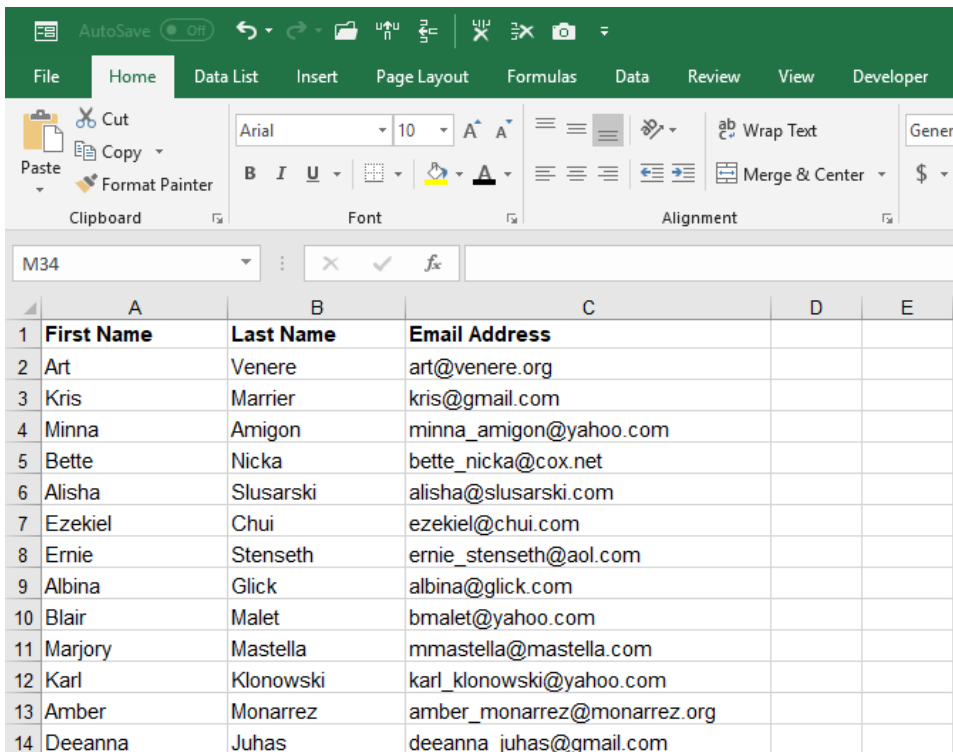 AutoSave Off
File Home Data List Insert Page Layout Formulas Data Review View Developer
Cut
Copy
Format Painter
Paste
Arial 10 A A
ab Wrap Text
Gener
B I U A
Merge & Center $
Clipboard Font Alignment
M34 fx
A B C D E
1 First Name Last Name Email Address
2 Art Venere art@venere.org
3 Kris Marrier kris@gmail.com
4 Minna Amigon minna_amigon@yahoo.com
5 Bette Nicka bette_nicka@cox.net
6 Alisha Slusarski alisha@slusarski.com
7 Ezekiel Chui ezekiel@chui.com
8 Ernie Stenseth ernie_stenseth@aol.com
9 Albina Glick albina@glick.com
10 Blair Malet bmalet@yahoo.com
11 Marjory Mastella mmastella@mastella.com
12 Karl Klonowski karl_klonowski@yahoo.com
13 Amber Monarrez amber_monarrez@monarrez.org
14 Deeanna Juhas deeanna_juhas@gmail.com